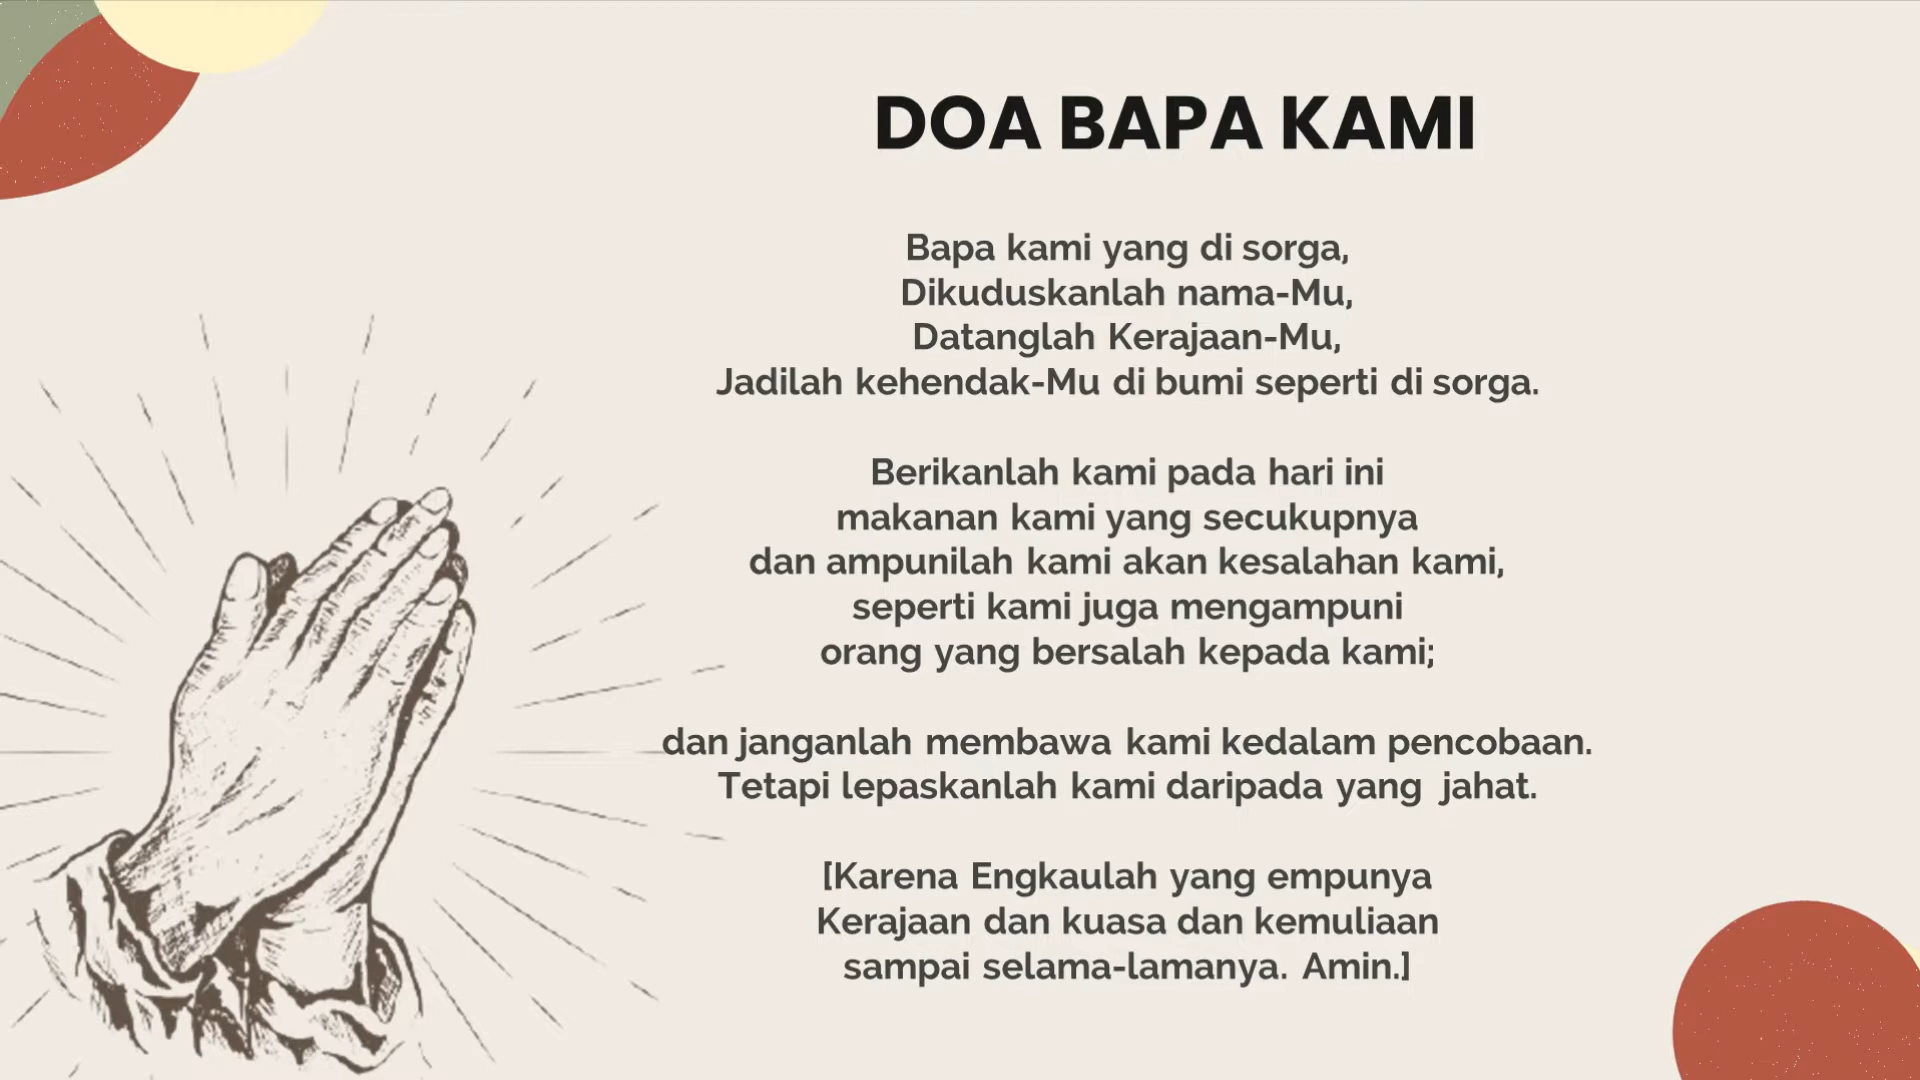 DOA BAPA KAMI
Bapa kami yang di sorga,
Dikuduskanlah nama-Mu,
Datanglah Kerajaan-Mu,
Jadilah kehendak-Mu di bumi seperti di sorga.
Berikanlah kami pada hari ini
makanan kami yang secukupnya
dan ampunilah kami akan kesalahan kami,
seperti kami juga mengampuni
orang yang bersalah kepada kami;
dan janganlah membawa kami kedalam pencobaan.
Tetapi lepaskanlah kami daripada yang  jahat.
[Karena Engkaulah yang empunya
Kerajaan dan kuasa dan kemuliaan
sampai selama-lamanya. Amin.]